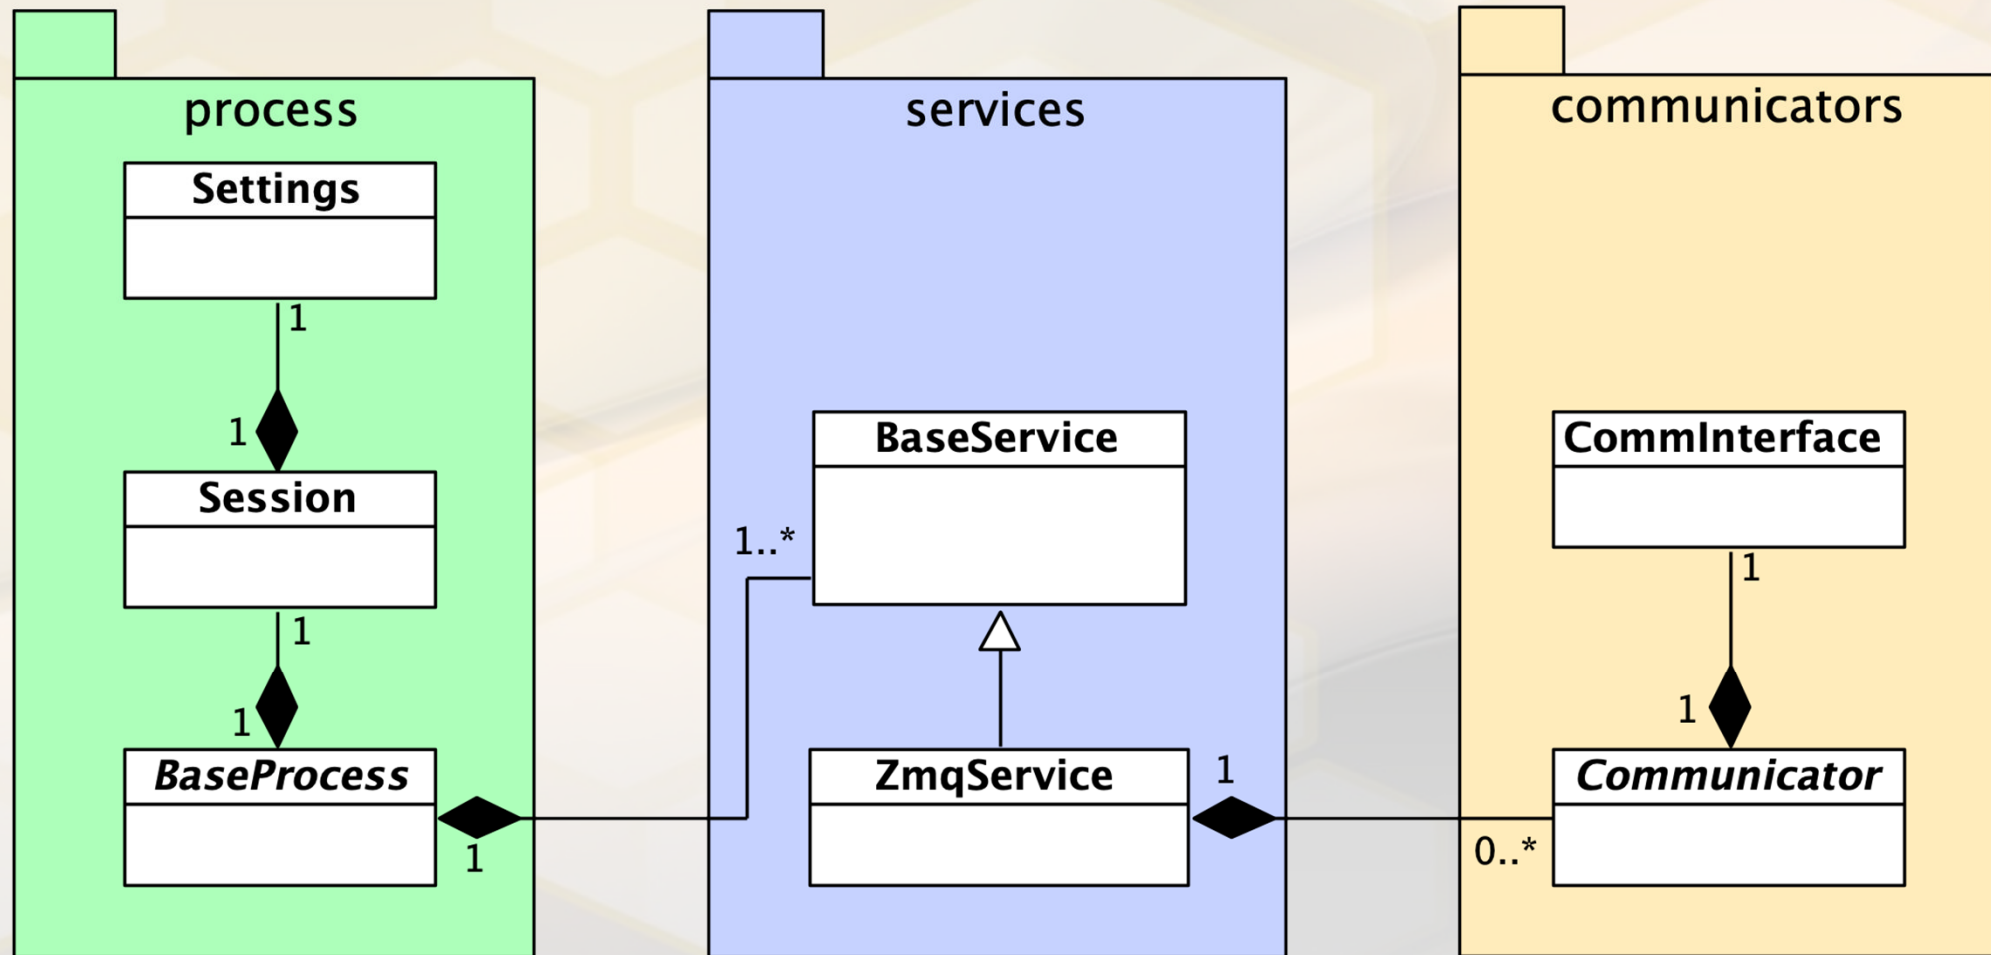 process
Settings
1
1
Session
1
1
BaseProcess
1
services
BaseService
1..*
ZmqService
1
communicators
CommInterface
1
1
Communicator
0..*